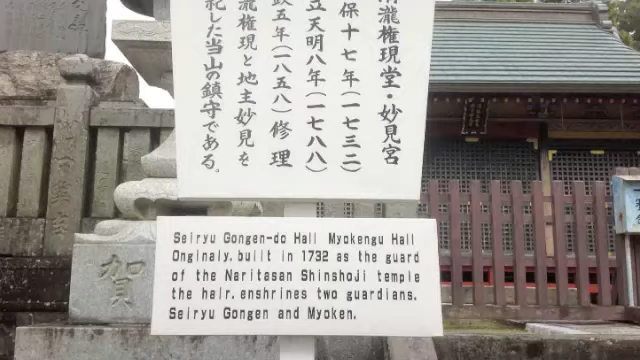 清瀧權現堂・妙見宮
保十七年(一七三二)
立天明八年(一七八八)
政五年(一八五八)修理
瀧権現と地主妙見を
祀した当山の鎮守である。
Seiryu Gongen-do Hall Myokengu Hall
Onginaly.built in 1732 as the guard
of the Naritasan Shinshoji temple
the hair.enshrines two guardians.
Seiryu Gongen and Myoken.
賀